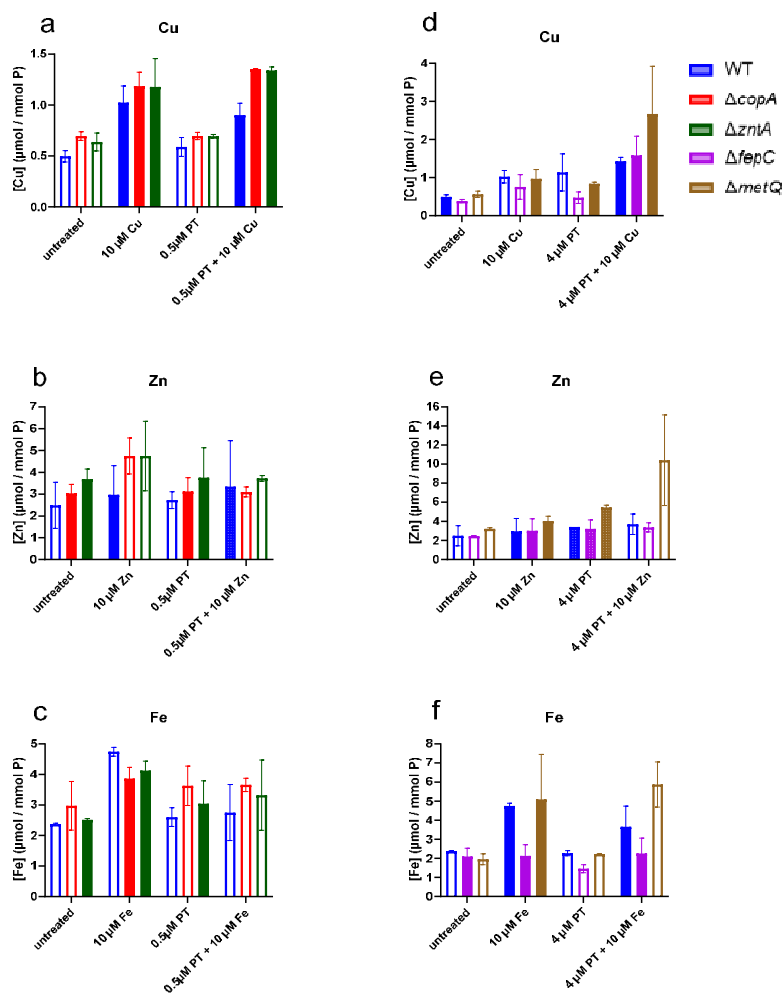 a
Cu
[Cu] (µmol / mmol P)
1.5
1.0
0.5
0.0
untreated
10 µM Cu
0.5µM PT
0.5µM PT + 10 µM Cu
d
Cu
[Cu] (µmol / mmol P)
4
3
2
1
0
untreated
10 µM Cu
4 µM PT
4 µM PT + 10 µM Cu
WT
ΔcopA
ΔzntA
ΔfepC
ΔmetQ
b
Zn
[Zn] (µmol / mmol P)
7
6
5
4
3
2
1
0
untreated
10 µM Zn
0.5µM PT
0.5µM PT + 10 µM Zn
e
Zn
[Zn] (µmol / mmol P)
16
14
12
10
8
6
4
2
0
untreated
10 µM Zn
4 µM PT
4 µM PT + 10 µM Zn
c
Fe
[Fe] (µmol / mmol P)
5
4
3
2
1
0
untreated
10 µM Fe
0.5µM PT
0.5µM PT + 10 µM Fe
f
Fe
[Fe] (µmol / mmol P)
8
7
6
5
4
3
2
1
0
untreated
10 µM Fe
4 µM PT
4 µM PT + 10 µM Fe